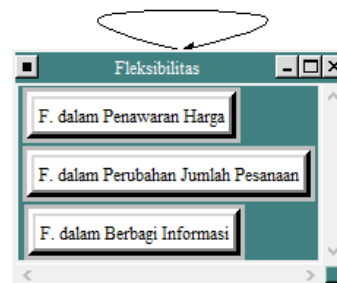 Fleksibilitas
F. dalam Penawaran Harga
F. dalam Perubahan Jumlah Pesanaan
F. dalam Berbagi Informasi